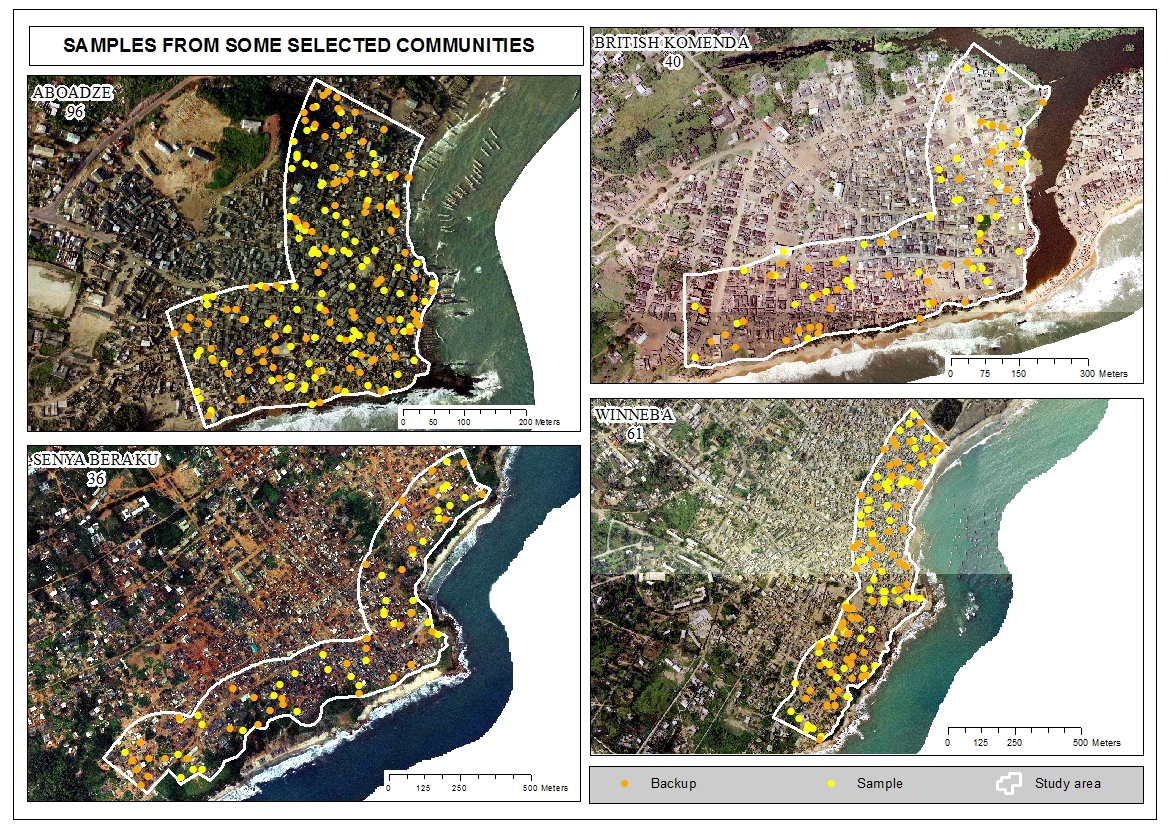 SAMPLES FROM SOME SELECTED COMMUNITIES
ABOADZE
96
0 50 100 200 Meters
BRITISH KOMENDA
40
0 75 150 300 Meters
SENYA BERAKU
36
0 125 250 500 Meters
WINNEBA
61
0 125 250 500 Meters
Backup Sample Study area